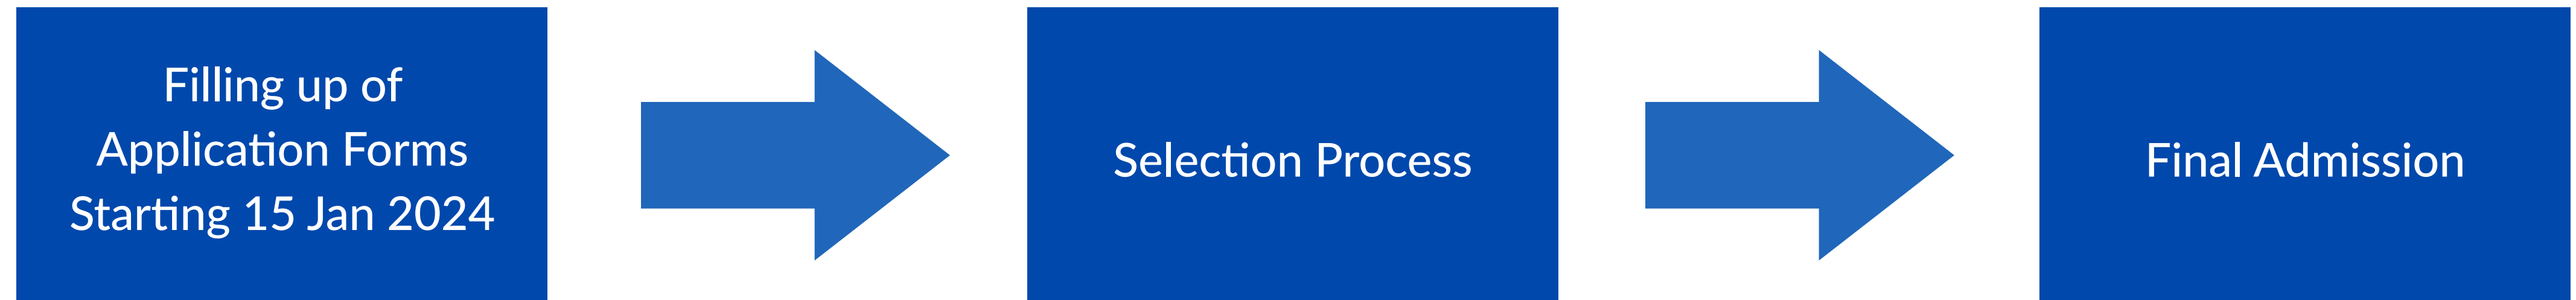 Filling up of
Application Forms
Starting 15 Jan 2024
Selection Process
Final Admission